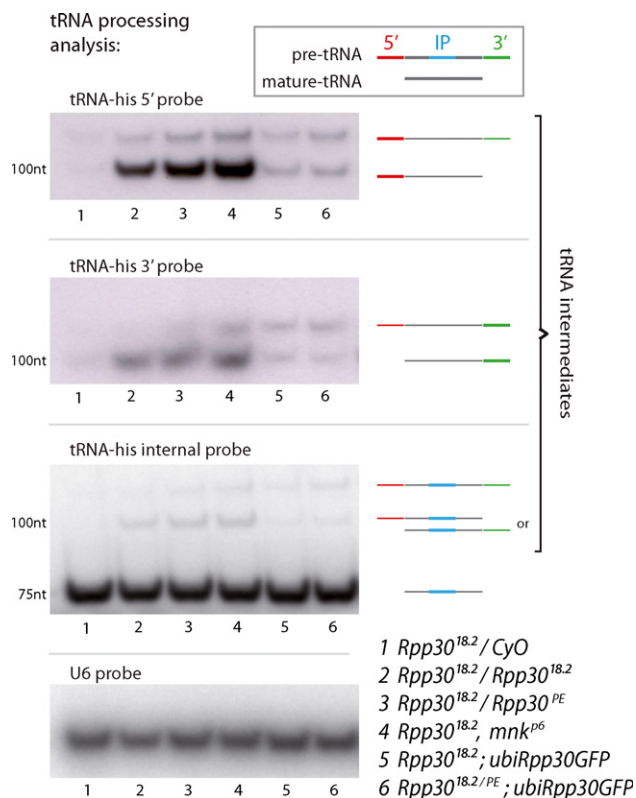 tRNA processing
analysis:
5′ IP 3′
pre-tRNA
mature-tRNA
tRNA-his 5′ probe
100nt
1 2 3 4 5 6
tRNA-his 3′ probe
100nt
1 2 3 4 5 6
tRNA-his internal probe
100nt
or
75nt
1 2 3 4 5 6
tRNA intermediates
U6 probe
1 2 3 4 5 6
1 Rpp30^18.2 / CyO
2 Rpp30^18.2 / Rpp30^18.2
3 Rpp30^18.2 / Rpp30^PE
4 Rpp30^18.2, mnk^p6
5 Rpp30^18.2 ; ubiRpp30GFP
6 Rpp30^18.2/PE ; ubiRpp30GFP